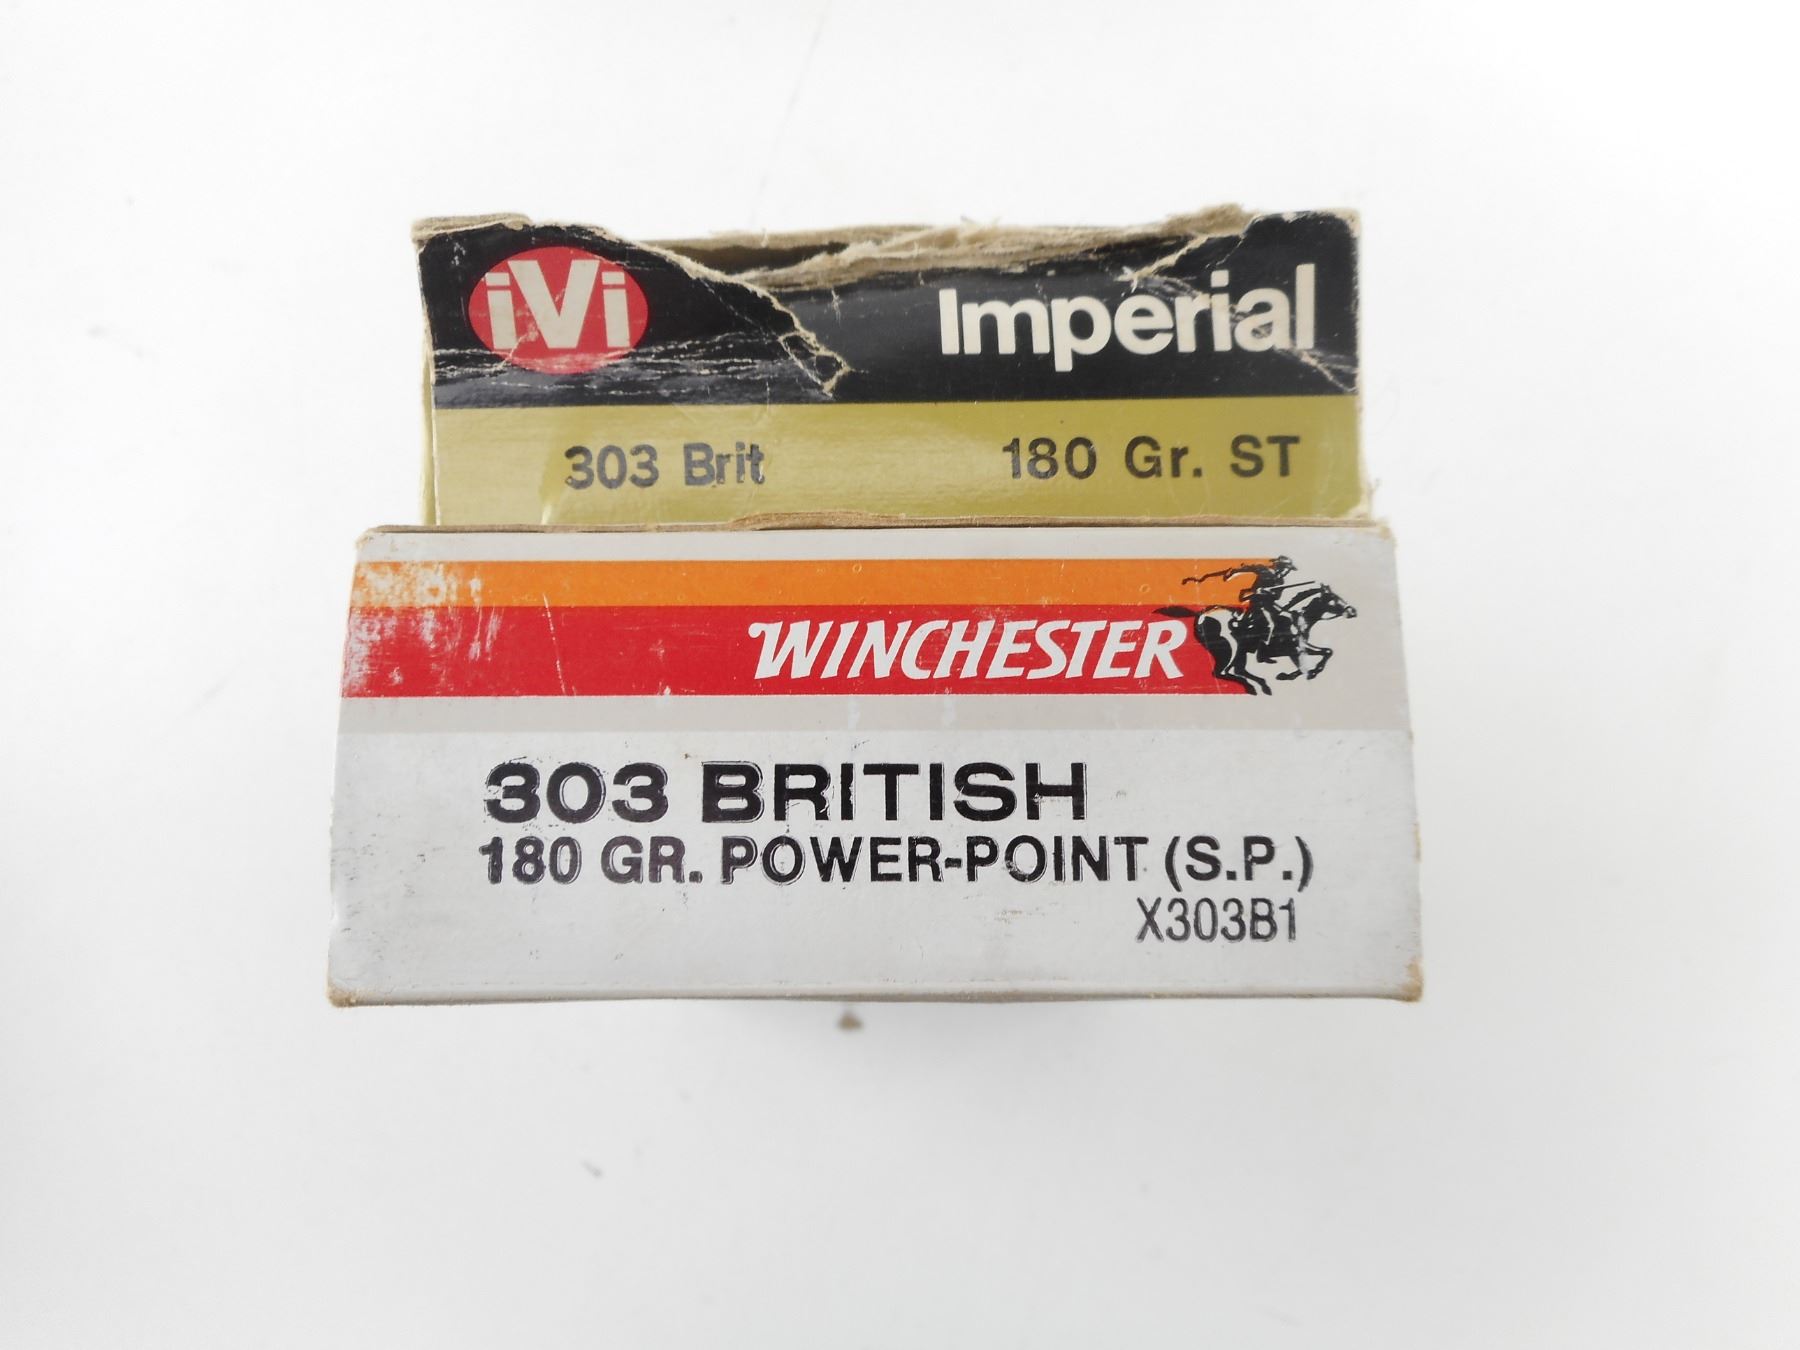 iVi Imperial
303 Brit 180 Gr. ST
WINCHESTER
303 BRITISH
180 GR. POWER-POINT (S.P.)
X303B1